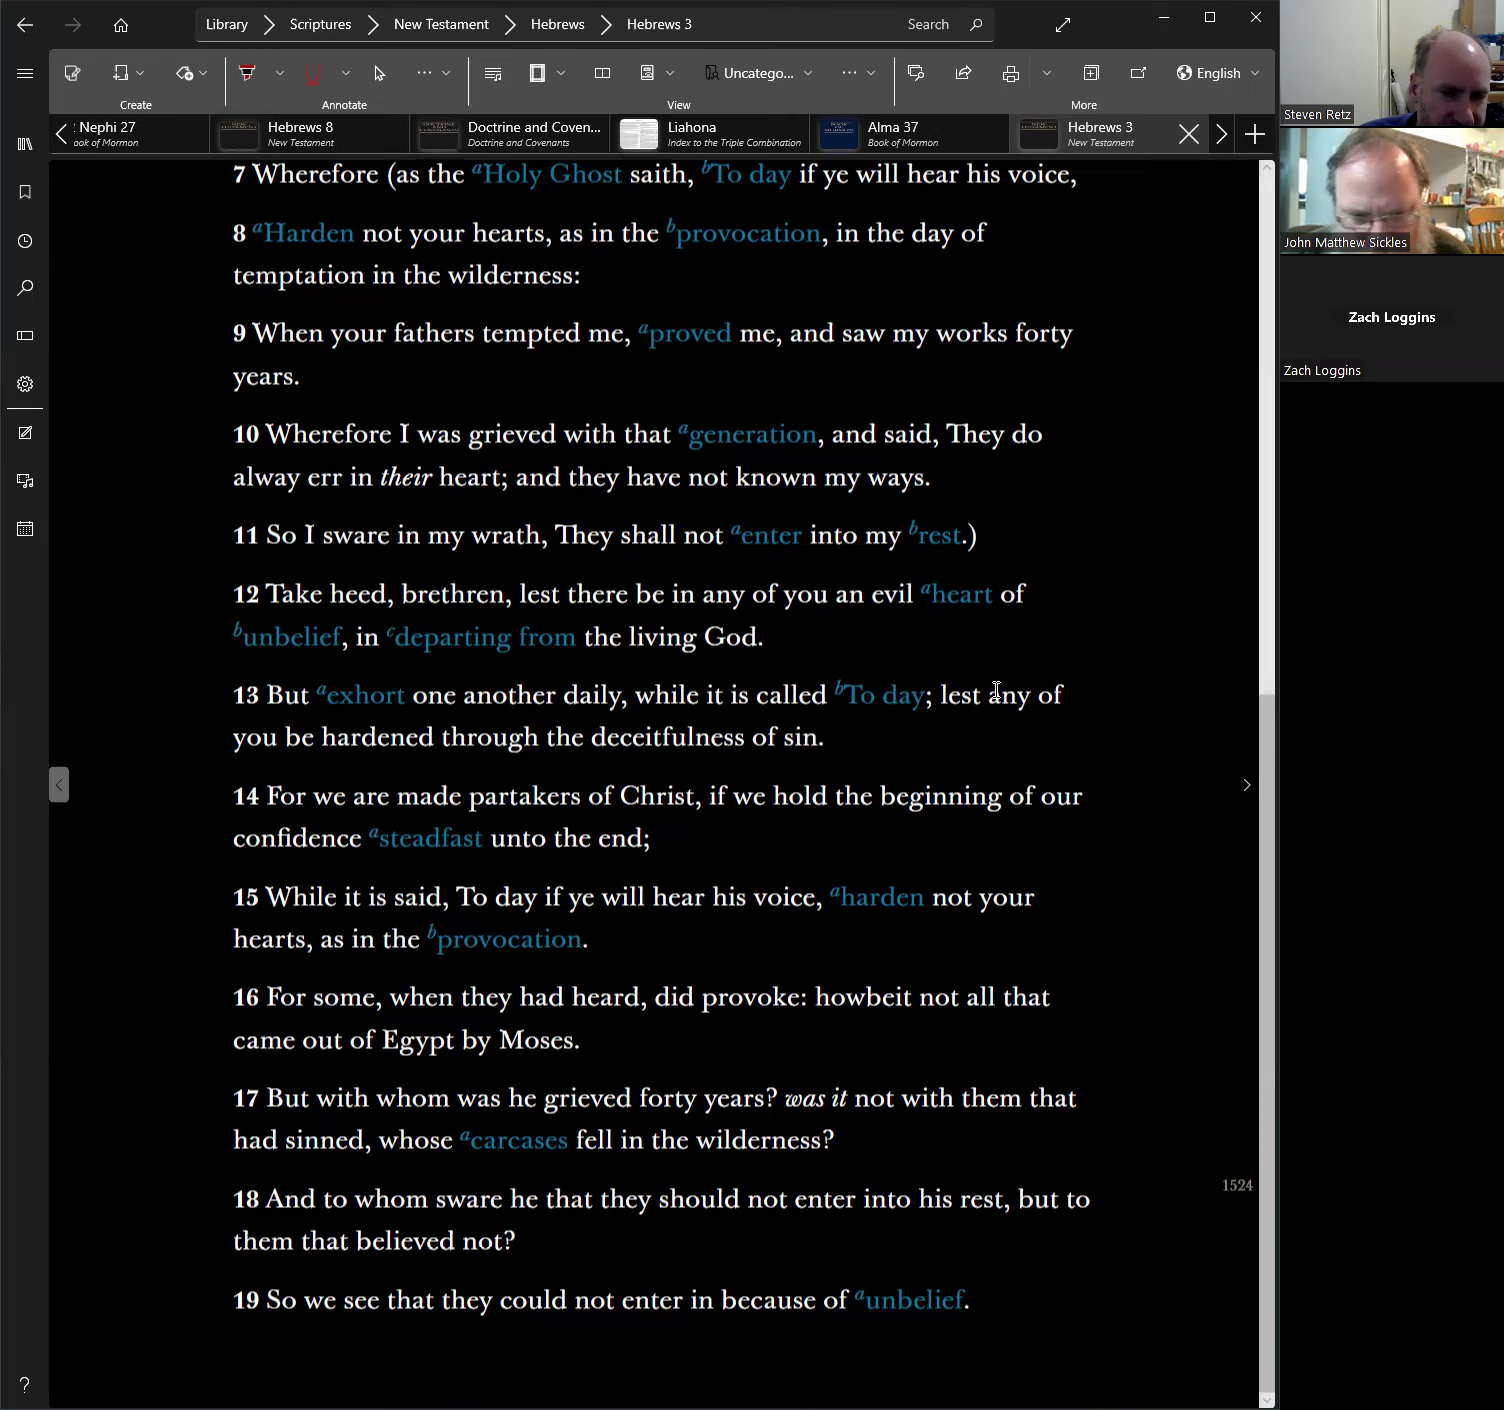 Library > Scriptures > New Testament > Hebrews > Hebrews 3
Search
Uncatego...
English
Create
Annotate
View
More
: Nephi 27
ook of Mormon
Hebrews 8
New Testament
Doctrine and Coven...
Doctrine and Covenants
Liahona
Index to the Triple Combination
Alma 37
Book of Mormon
Hebrews 3
New Testament
7 Wherefore (as the aHoly Ghost saith, bTo day if ye will hear his voice,
8 aHarden not your hearts, as in the bprovocation, in the day of
temptation in the wilderness:
9 When your fathers tempted me, aproved me, and saw my works forty
years.
10 Wherefore I was grieved with that ageneration, and said, They do
alway err in their heart; and they have not known my ways.
11 So I sware in my wrath, They shall not aenter into my brest.)
12 Take heed, brethren, lest there be in any of you an evil aheart of
bunbelief, in cdeparting from the living God.
13 But aexhort one another daily, while it is called bTo day; lest any of
you be hardened through the deceitfulness of sin.
14 For we are made partakers of Christ, if we hold the beginning of our
confidence asteadfast unto the end;
15 While it is said, To day if ye will hear his voice, aharden not your
hearts, as in the bprovocation.
16 For some, when they had heard, did provoke: howbeit not all that
came out of Egypt by Moses.
17 But with whom was he grieved forty years? was it not with them that
had sinned, whose acarcases fell in the wilderness?
1524
18 And to whom sware he that they should not enter into his rest, but to
them that believed not?
19 So we see that they could not enter in because of aunbelief.
Steven Retz
John Matthew Sickles
Zach Loggins
Zach Loggins